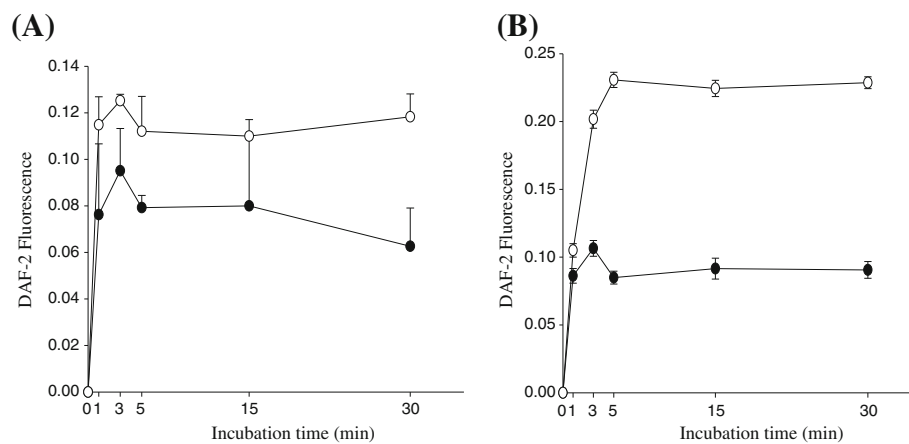 (A)
DAF-2 Fluorescence
0.14
0.12
0.10
0.08
0.06
0.04
0.02
0.00
0 1 3 5 15 30
Incubation time (min)
(B)
DAF-2 Fluorescence
0.25
0.20
0.15
0.10
0.05
0.00
0 1 3 5 15 30
Incubation time (min)